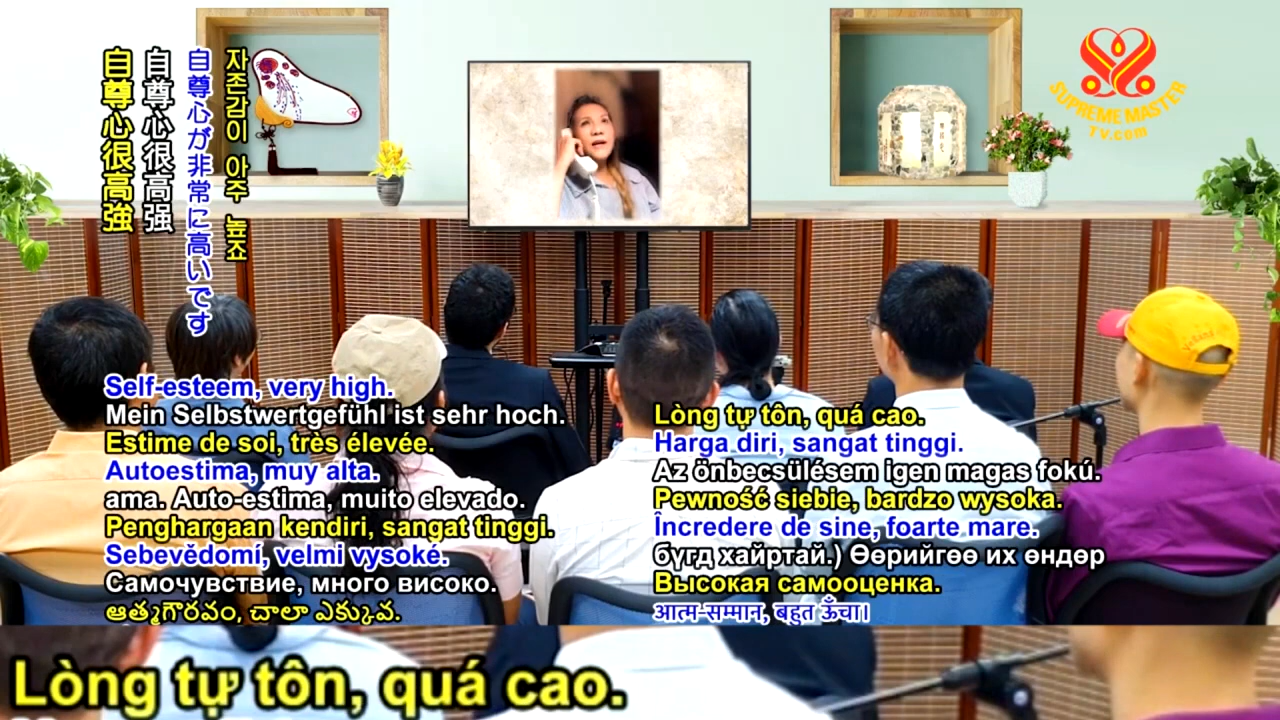 自尊心很高強
自尊心很高强
自尊心が非常に高いです
자존감이 아주 높죠
SUPREME MASTER
TV.com
Self-esteem, very high.
Mein Selbstwertgefühl ist sehr hoch.
Estime de soi, très élevée.
Autoestima, muy alta.
ama. Auto-estima, muito elevado.
Penghargaan kendiri, sangat tinggi.
Sebevědomí, velmi vysoké.
Самочувствие, много високо.
ఆత్మగౌరవం, చాలా ఎక్కువ.
Lòng tự tôn, quá cao.
Harga diri, sangat tinggi.
Az önbecsülésem igen magas fokú.
Pewność siebie, bardzo wysoka.
Încredere de sine, foarte mare.
бүгд хайртай.) Өөрийгөө их өндөр
Высокая самооценка.
आत्म-सम्मान, बहुत ऊँचा।
Lòng tự tôn, quá cao.